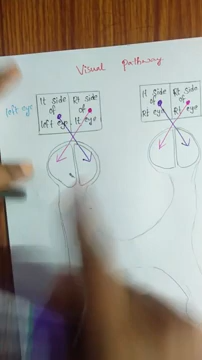 Visual pathway
left eye
lt side
of
left eye
Rt side
of
lt eye
lt side
of
Rt eye
Rt side
of
Rt eye